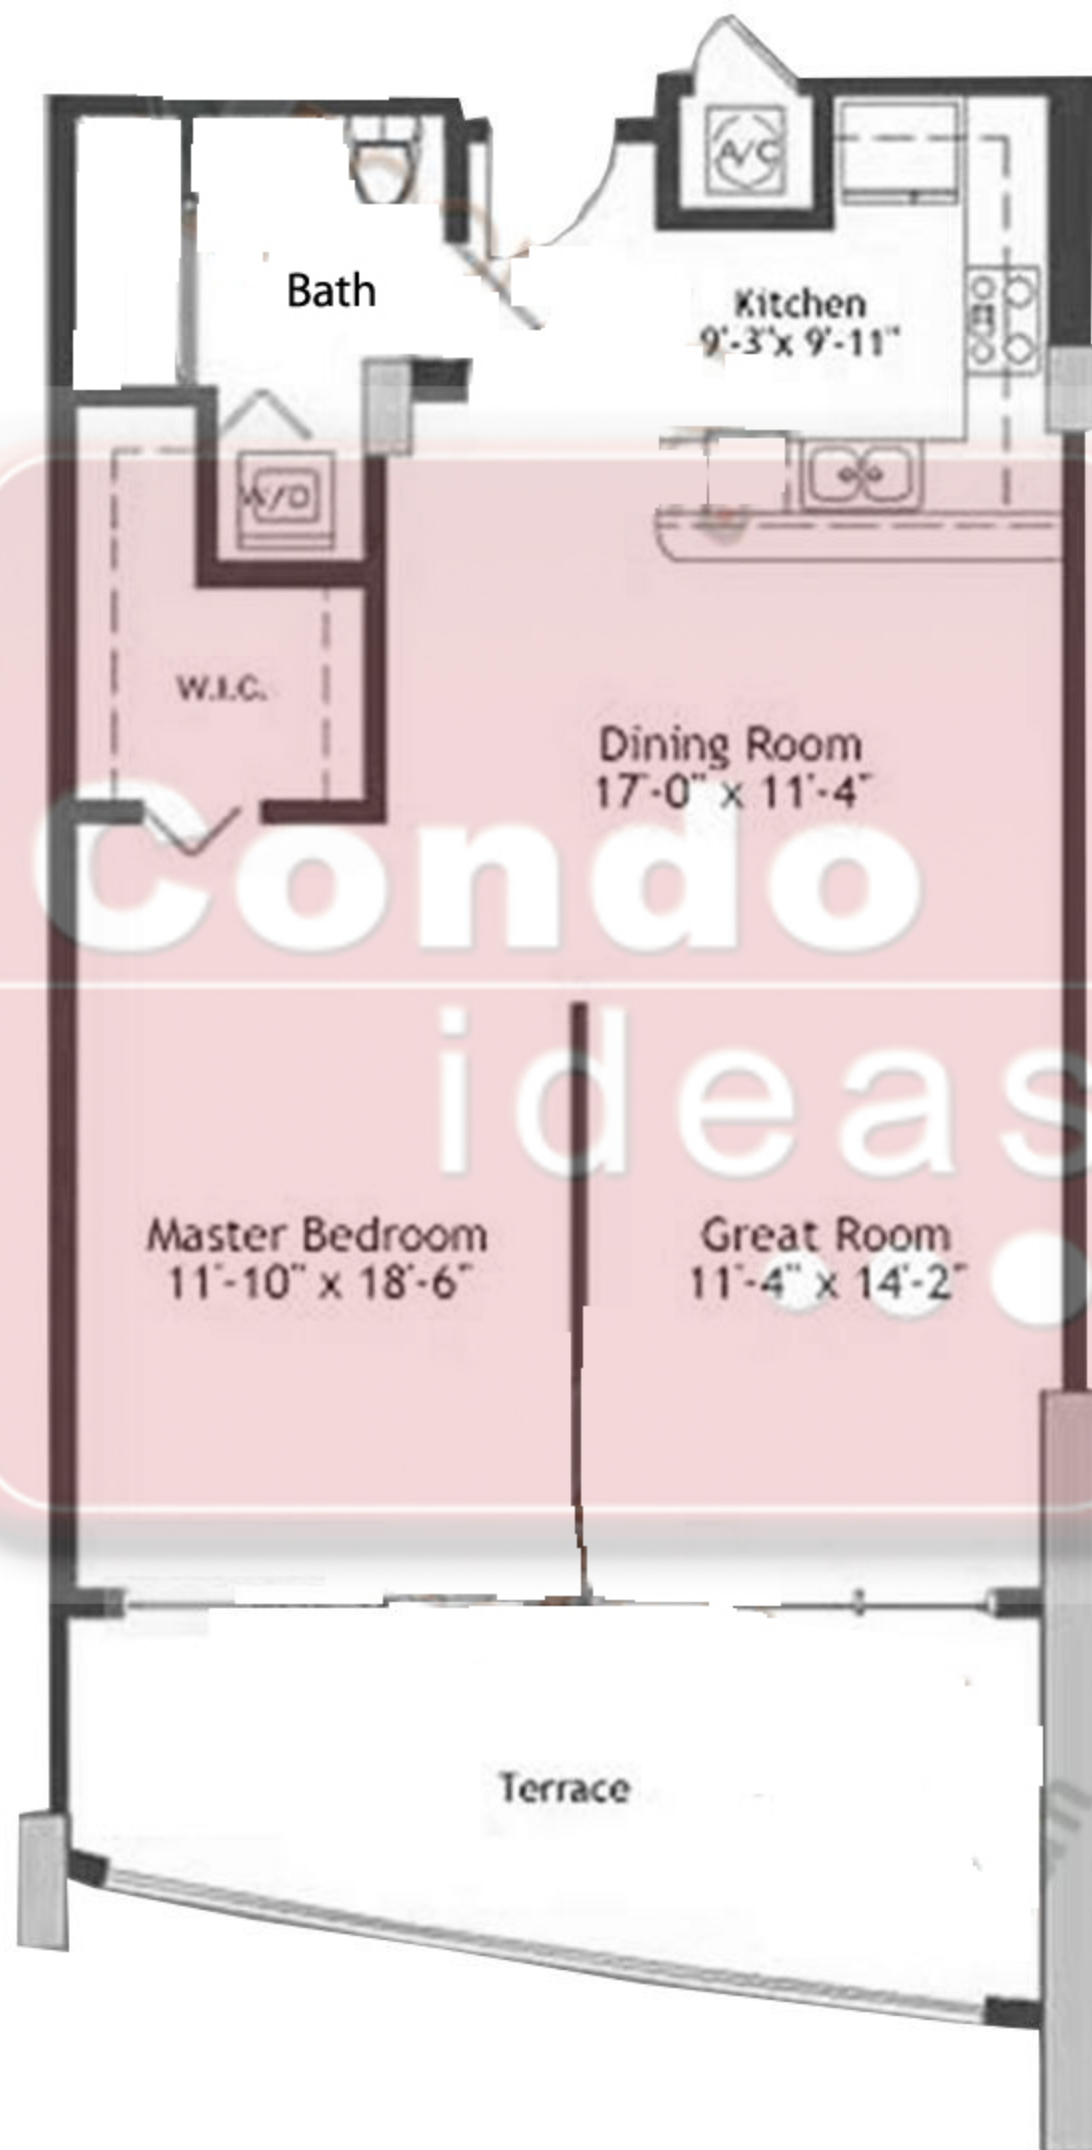 A/C
Bath
Kitchen
9'-3" x 9'-11"
W/D
W.I.C.
Dining Room
17'-0" x 11'-4"
Condo
ideas
Master Bedroom
11'-10" x 18'-6"
Great Room
11'-4" x 14'-2"
Terrace